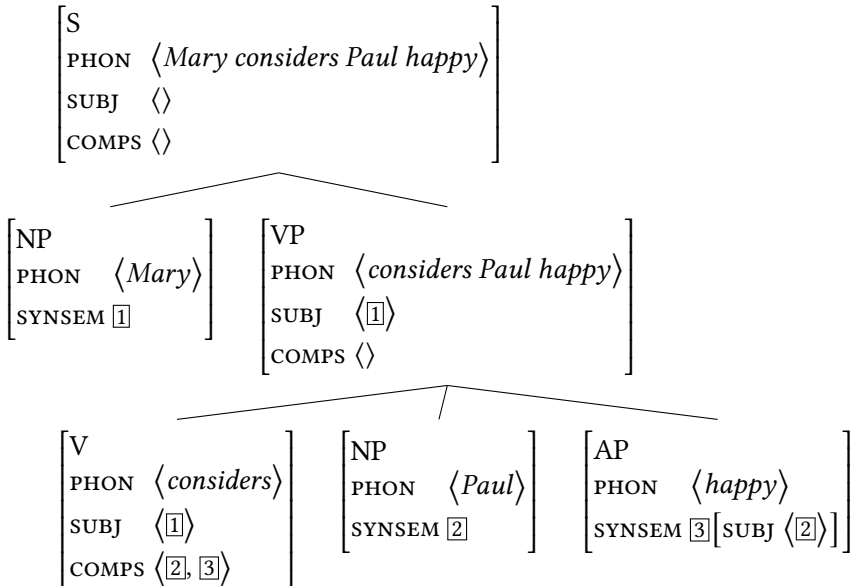 S
PHON ⟨Mary considers Paul happy⟩
SUBJ ⟨⟩
COMPS ⟨⟩
NP
PHON ⟨Mary⟩
SYNSEM 1
VP
PHON ⟨considers Paul happy⟩
SUBJ ⟨1⟩
COMPS ⟨⟩
V
PHON ⟨considers⟩
SUBJ ⟨1⟩
COMPS ⟨2, 3⟩
NP
PHON ⟨Paul⟩
SYNSEM 2
AP
PHON ⟨happy⟩
SYNSEM 3[SUBJ ⟨2⟩]